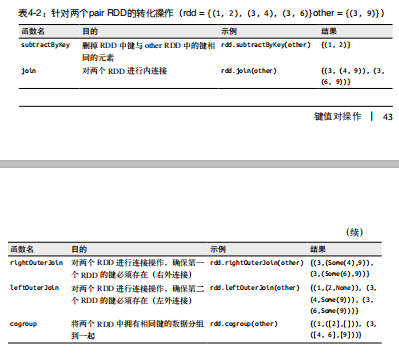 表4-2：针对两个pair RDD的转化操作（rdd = {(1, 2), (3, 4), (3, 6)}other = {(3, 9)}）
函数名 目的 示例 结果
subtractByKey 删掉 RDD 中键与 other RDD 中的键相 rdd.subtractByKey(other) {(1, 2)}
同的元素
join 对两个 RDD 进行内连接 rdd.join(other) {(3, (4, 9)), (3,
(6, 9))}
键值对操作 | 43
（续）
函数名 目的 示例 结果
rightOuterJoin 对两个 RDD 进行连接操作，确保第一 rdd.rightOuterJoin(other) {(3,(Some(4),9)),
个 RDD 的键必须存在（右外连接） (3,(Some(6),9))}
leftOuterJoin 对两个 RDD 进行连接操作，确保第二 rdd.leftOuterJoin(other) {(1,(2,None)), (3,
个 RDD 的键必须存在（左外连接） (4,Some(9))), (3,
(6,Some(9)))}
cogroup 将两个 RDD 中拥有相同键的数据分组 rdd.cogroup(other) {(1,([2],[])), (3,
到一起 ([4, 6],[9]))}